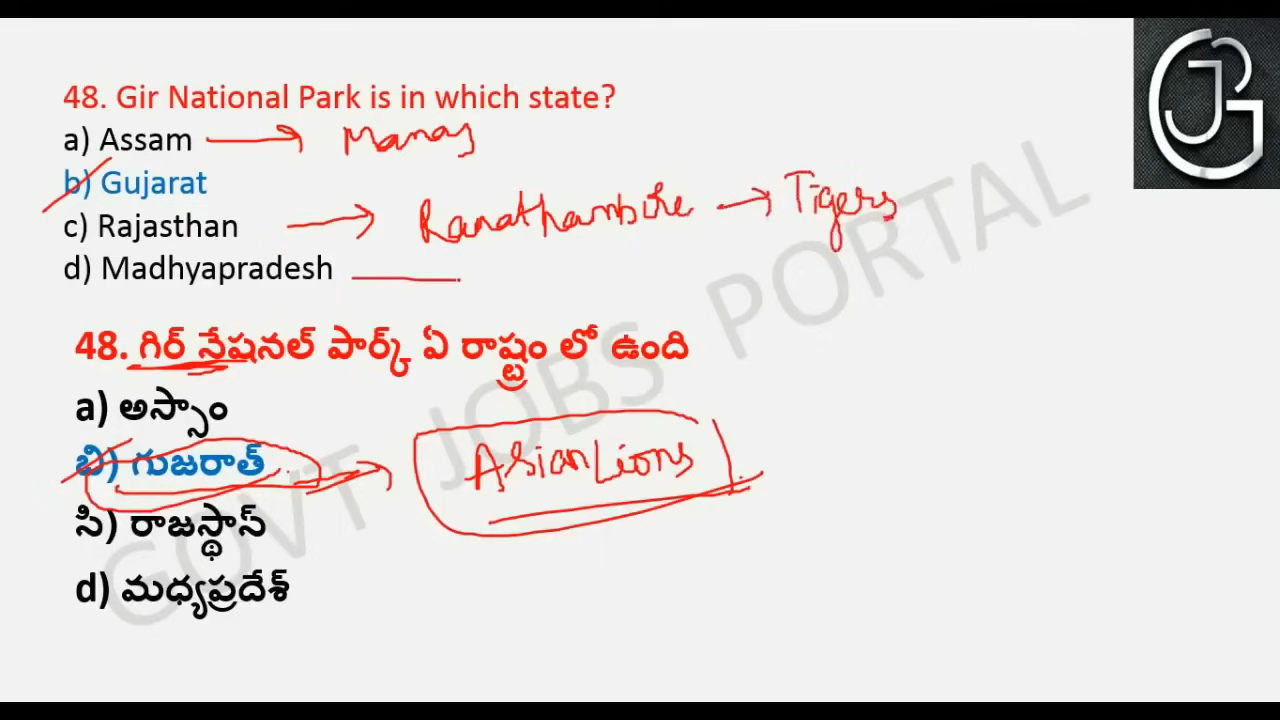 48. Gir National Park is in which state?
a) Assam → Manas
b) Gujarat
c) Rajasthan → Ranathambore → Tigers
d) Madhyapradesh
48. గిర్ నేషనల్ పార్క్ ఏ రాష్ట్రం లో ఉంది
a) అస్సాం
బి) గుజరాత్ → Asian Lions
సి) రాజస్థాన్
d) మధ్యప్రదేశ్
GOVT JOBS PORTAL
GJP